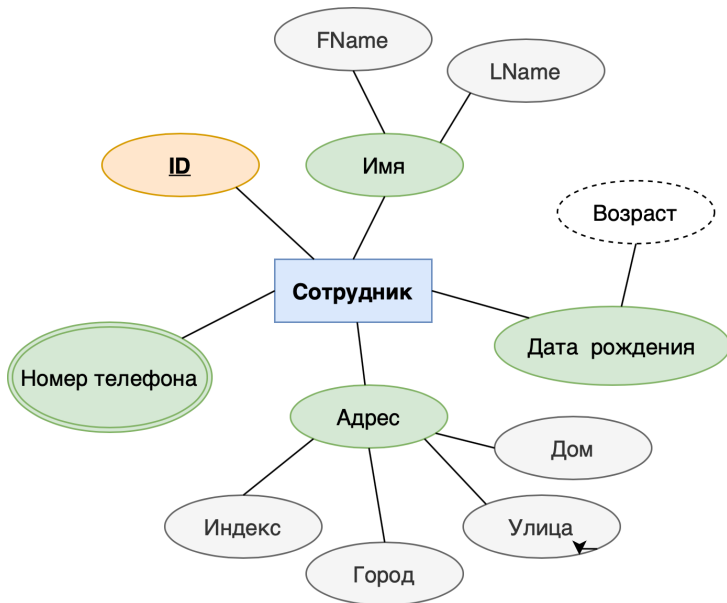 FName
LName
ID
Имя
Возраст
Сотрудник
Дата рождения
Номер телефона
Адрес
Дом
Индекс
Улица
Город